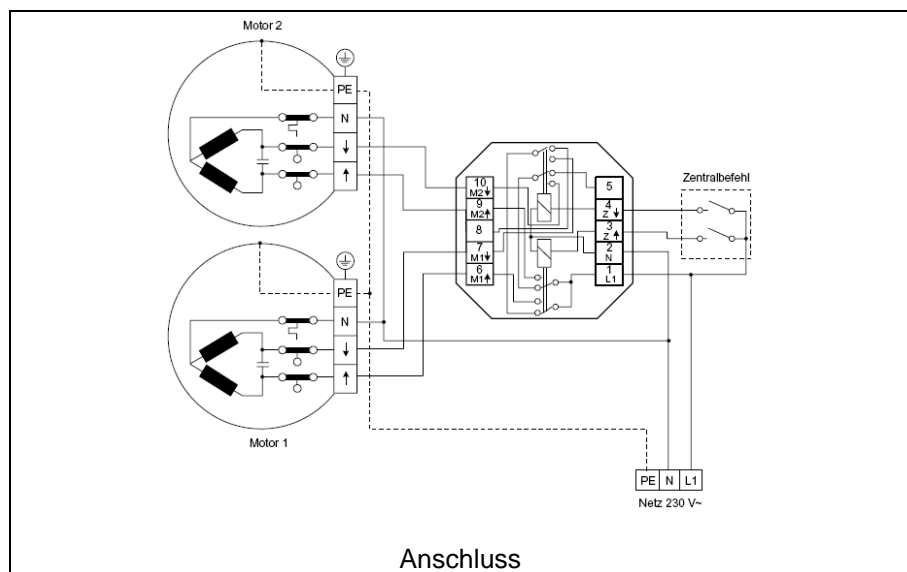 Motor 2
PE
N
↓
↑
10
M2↓
9
M2↑
8
7
M1↓
6
M1↑
5
4
Z ↓
3
Z ↑
2
N
1
L1
Zentralbefehl
PE
N
↓
↑
Motor 1
PE N L1
Netz 230 V~
Anschluss